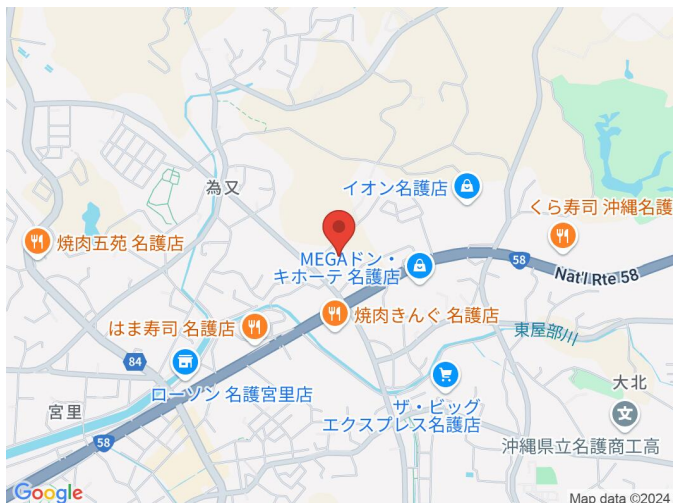 為又
イオン名護店
くら寿司 沖縄名護
焼肉五苑 名護店
MEGAドン・
キホーテ 名護店
58
Nat'l Rte 58
はま寿司 名護店
焼肉きんぐ 名護店
東屋部川
84
ローソン 名護宮里店
大北
宮里
ザ・ビッグ
エクスプレス名護店
58
沖縄県立名護商工高
Google
Map data ©2024